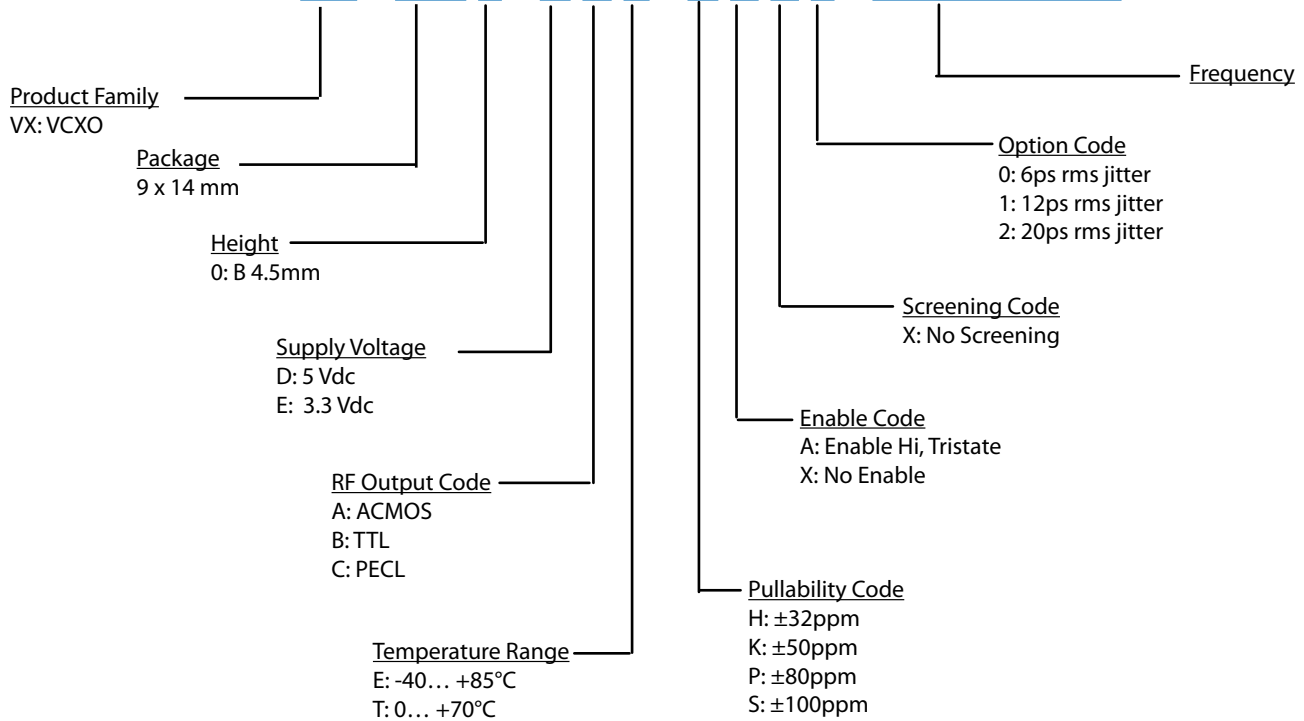 Frequency
Product Family
VX: VCXO
Package
9 x 14 mm
Option Code
0: 6ps rms jitter
1: 12ps rms jitter
2: 20ps rms jitter
Height
0: B 4.5mm
Screening Code
X: No Screening
Supply Voltage
D: 5 Vdc
E: 3.3 Vdc
Enable Code
A: Enable Hi, Tristate
X: No Enable
RF Output Code
A: ACMOS
B: TTL
C: PECL
Pullability Code
H: ±32ppm
K: ±50ppm
P: ±80ppm
S: ±100ppm
Temperature Range
E: -40… +85°C
T: 0… +70°C